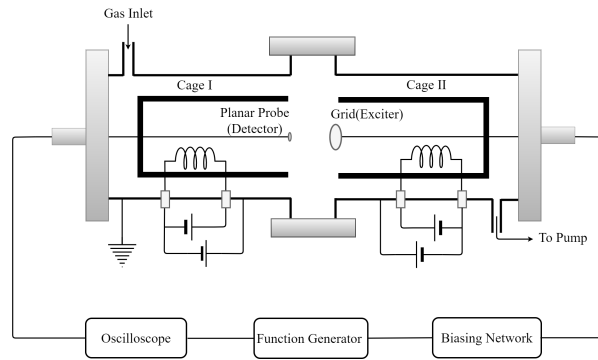 Gas Inlet
Cage I
Cage II
Planar Probe
(Detector)
Grid(Exciter)
To Pump
Oscilloscope
Function Generator
Biasing Network